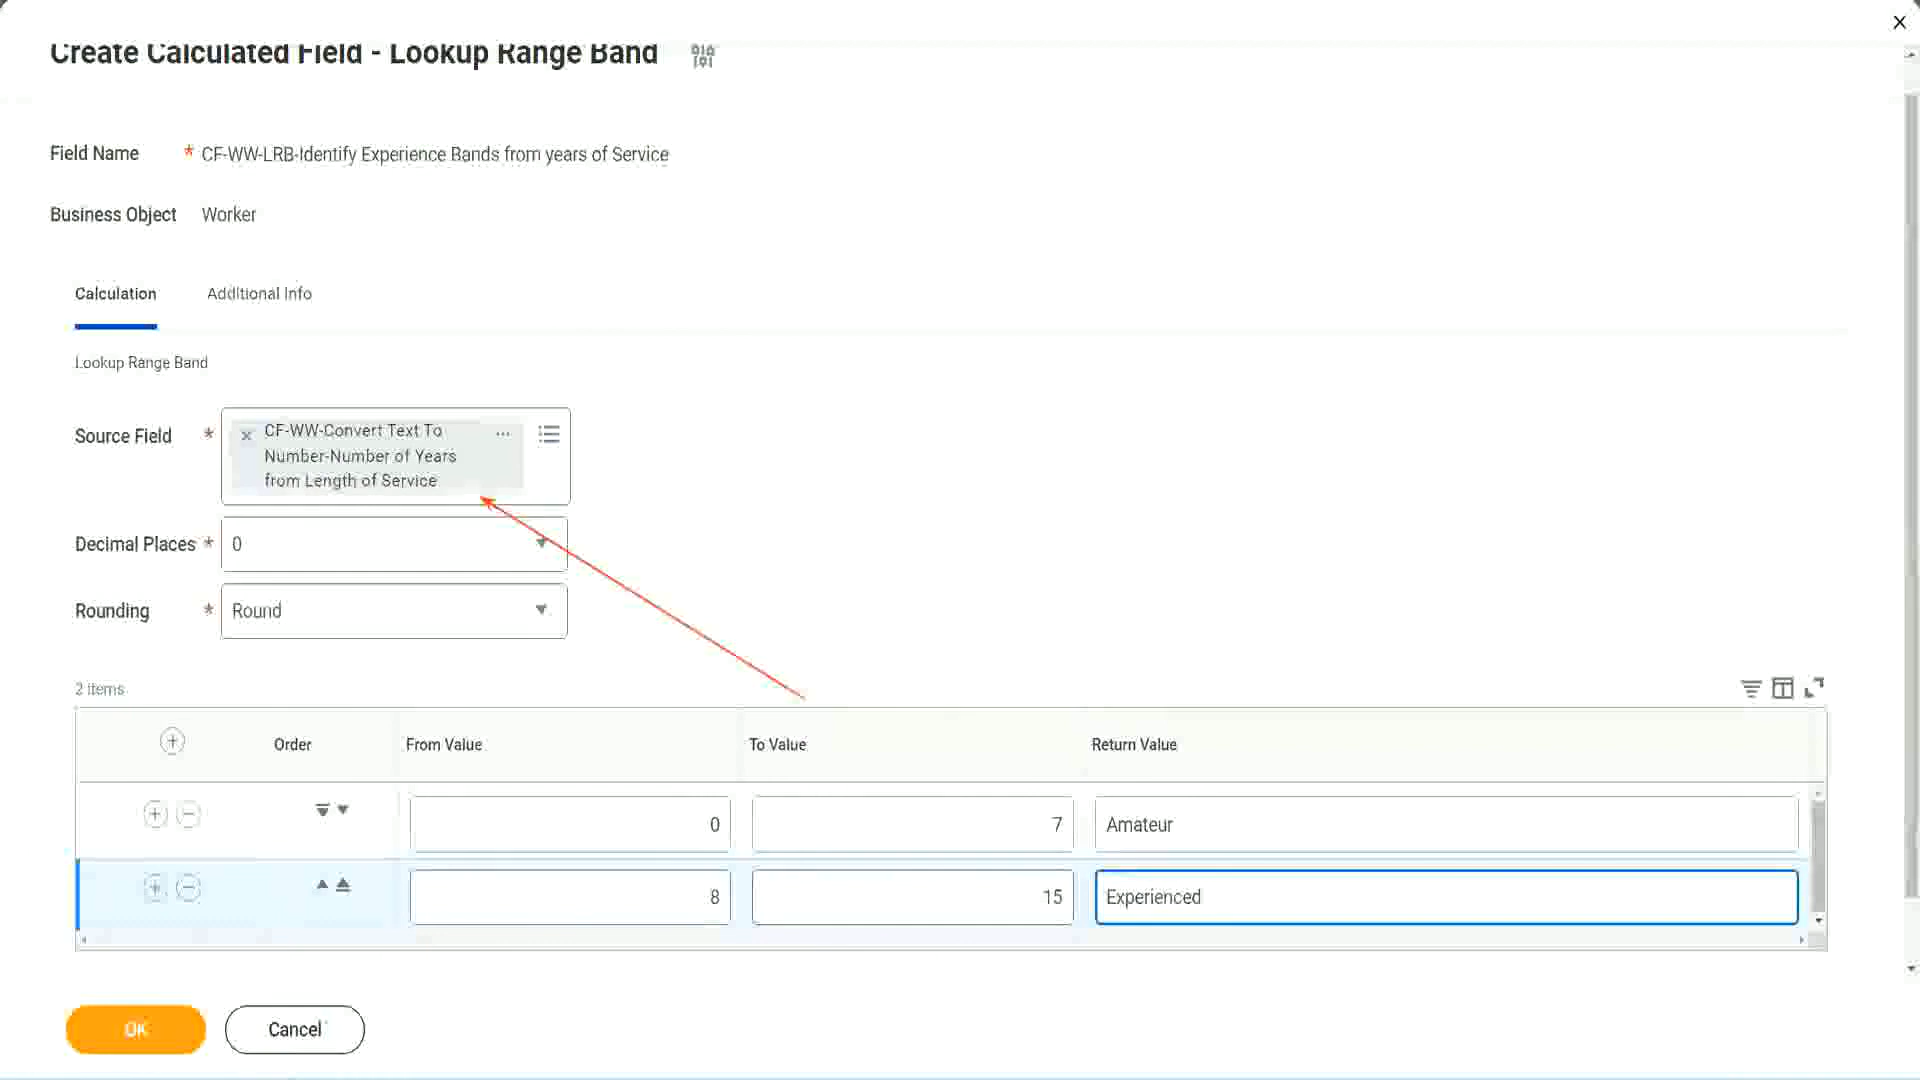 Create Calculated Field - Lookup Range Band
Field Name * CF-WW-LRB-Identify Experience Bands from years of Service
Business Object Worker
Calculation Additional Info
Lookup Range Band
Source Field * CF-WW-Convert Text To
Number-Number of Years
from Length of Service
Decimal Places * 0
Rounding * Round
2 items
Order From Value To Value Return Value
0 7 Amateur
8 15 Experienced
OK Cancel